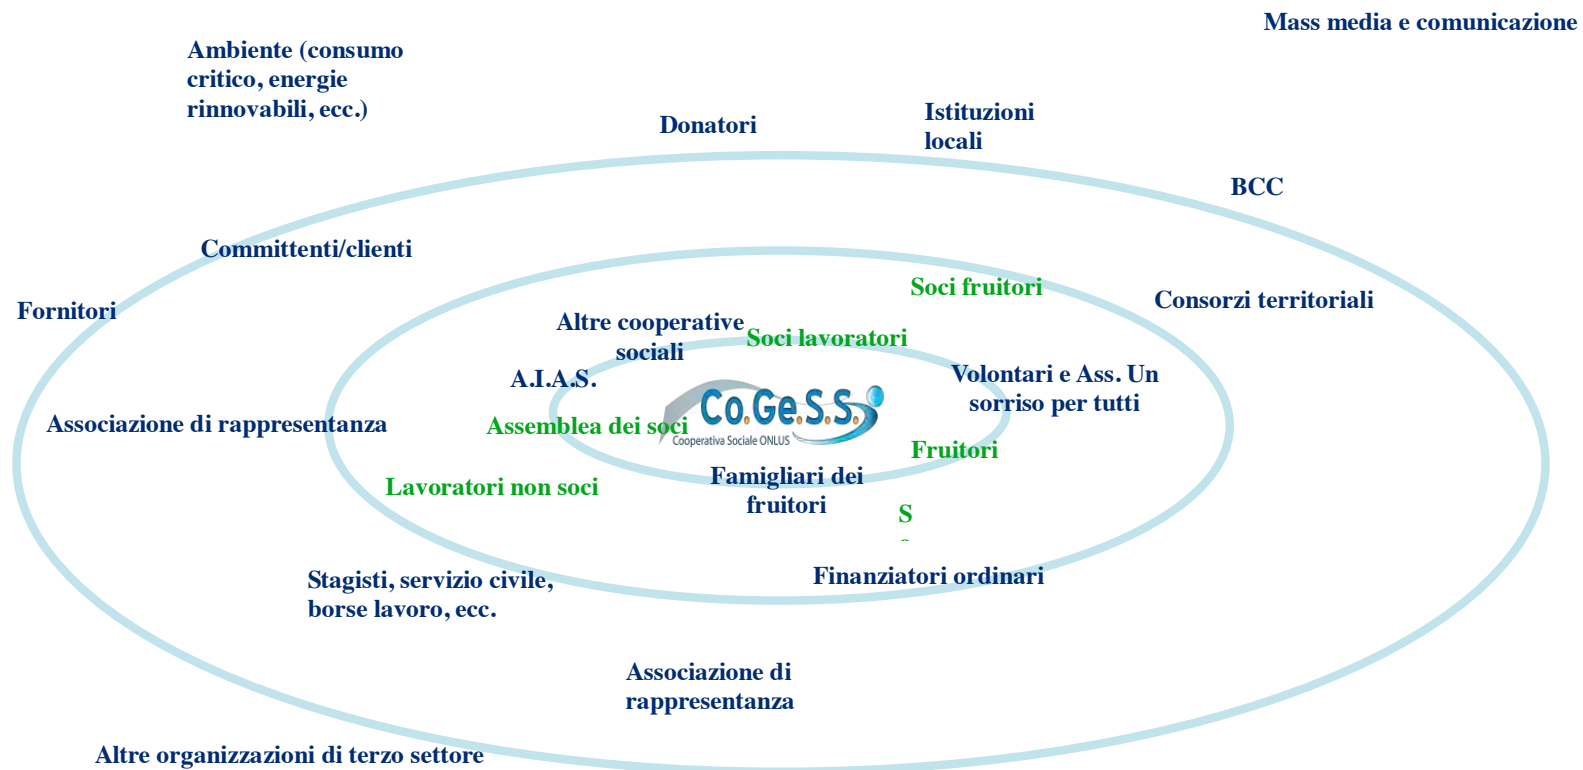 Mass media e comunicazione
Ambiente (consumo
critico, energie
rinnovabili, ecc.)
Donatori
Istituzioni
locali
BCC
Committenti/clienti
Soci fruitori
Consorzi territoriali
Fornitori
Altre cooperative
sociali
Soci lavoratori
A.I.A.S.
Volontari e Ass. Un
sorriso per tutti
Co.Ge.S.S.
Cooperativa Sociale ONLUS
Associazione di rappresentanza
Assemblea dei soci
Fruitori
Famigliari dei
fruitori
Lavoratori non soci
S
Stagisti, servizio civile,
borse lavoro, ecc.
Finanziatori ordinari
Associazione di
rappresentanza
Altre organizzazioni di terzo settore